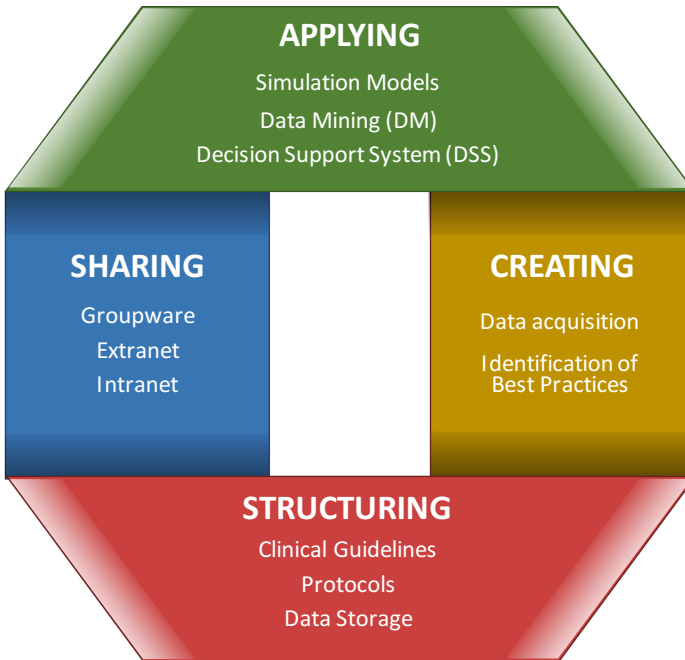 APPLYING
Simulation Models
Data Mining (DM)
Decision Support System (DSS)
SHARING
Groupware
Extranet
Intranet
CREATING
Data acquisition
Identification of
Best Practices
STRUCTURING
Clinical Guidelines
Protocols
Data Storage